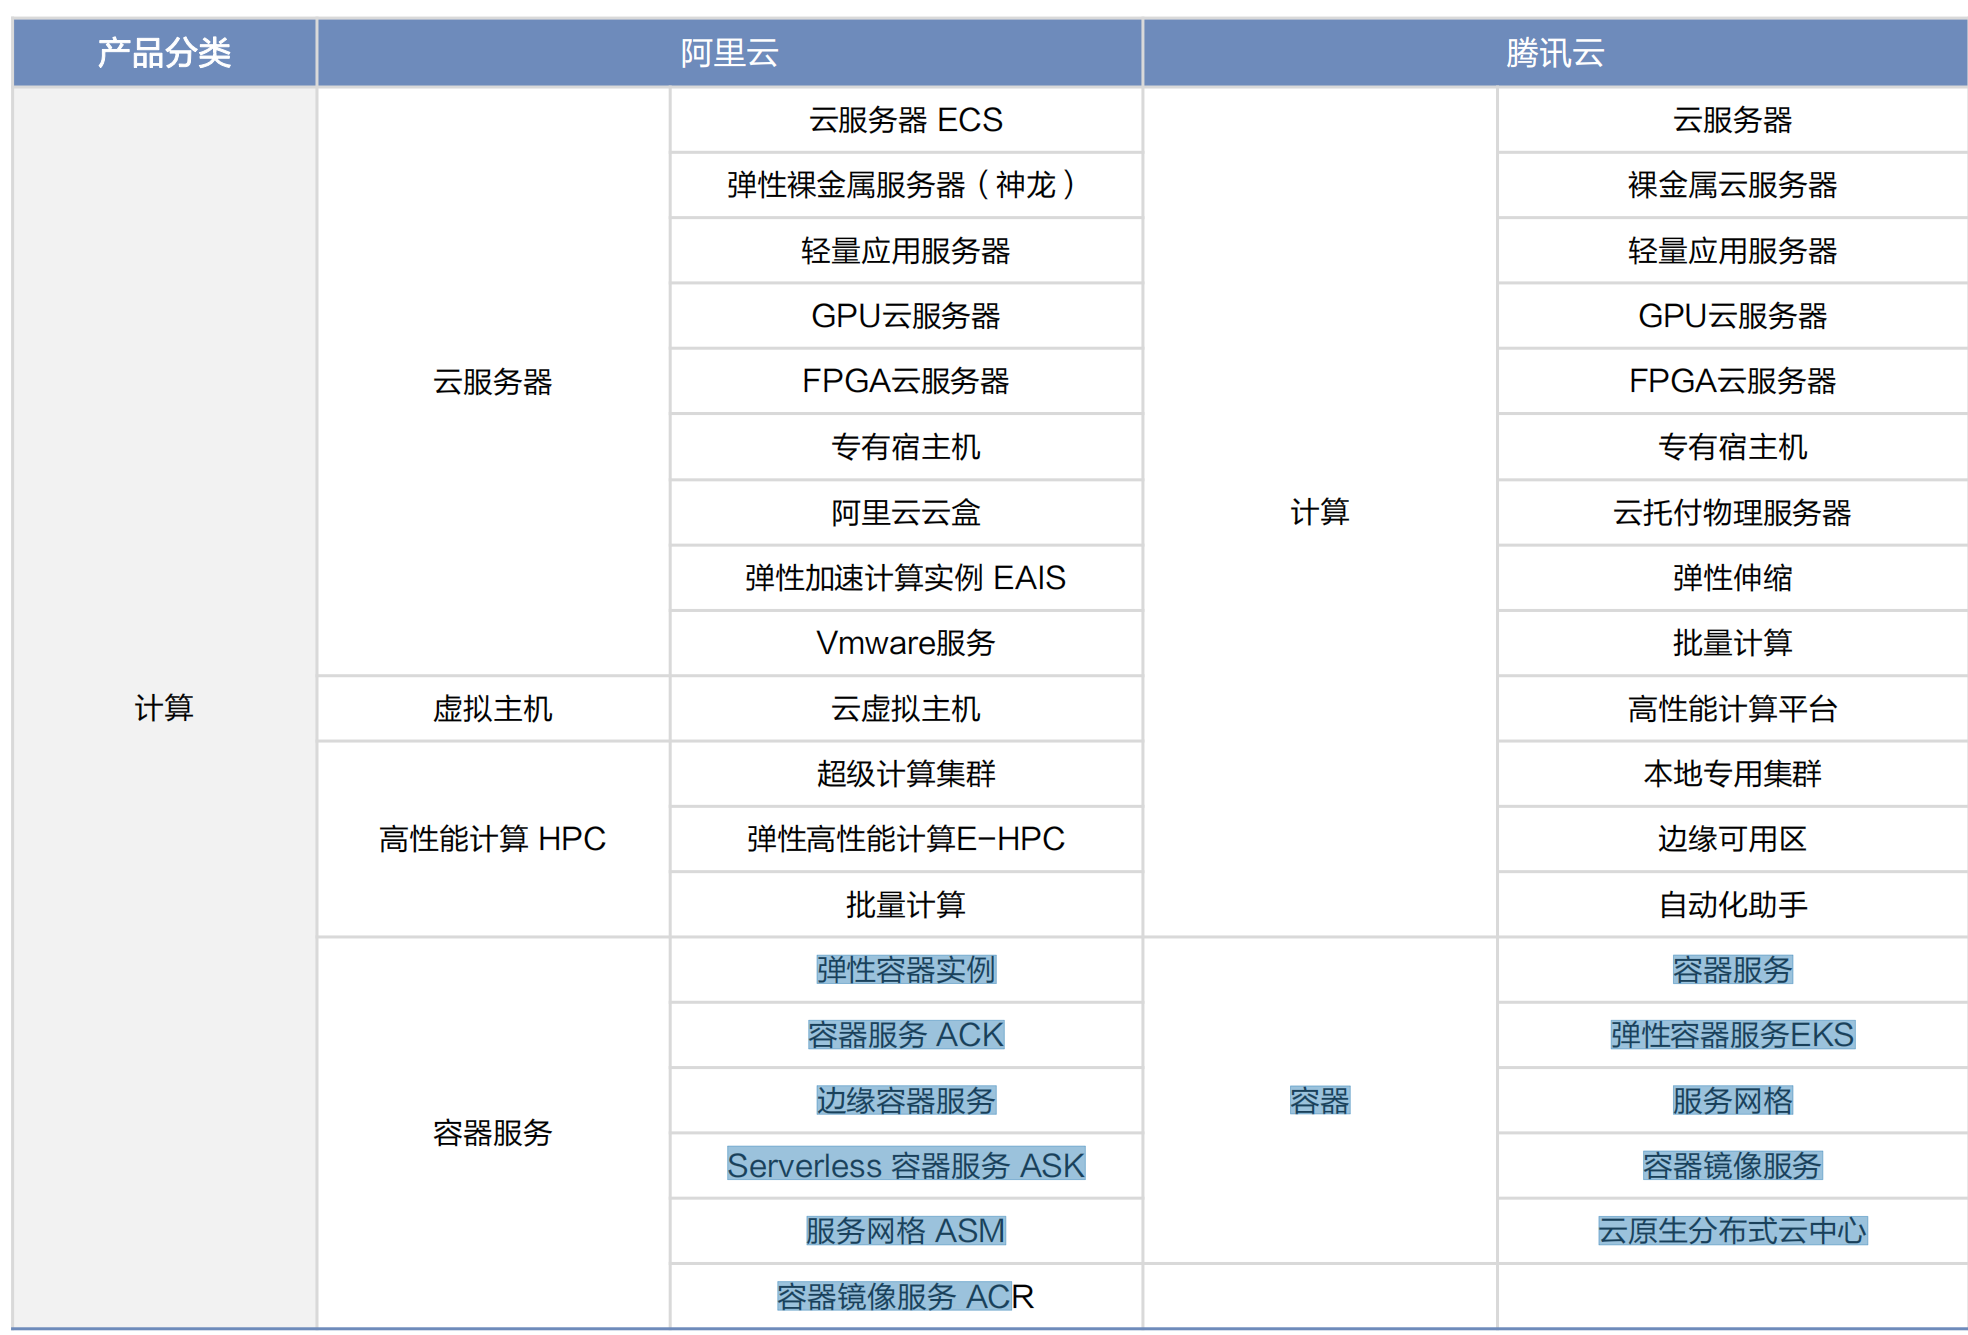 产品分类 阿里云 腾讯云
云服务器 ECS 云服务器
弹性裸金属服务器（神龙） 裸金属云服务器
轻量应用服务器 轻量应用服务器
GPU云服务器 GPU云服务器
云服务器 FPGA云服务器 FPGA云服务器
专有宿主机 专有宿主机
阿里云云盒 计算 云托付物理服务器
弹性加速计算实例 EAIS 弹性伸缩
Vmware服务 批量计算
计算 虚拟主机 云虚拟主机 高性能计算平台
超级计算集群 本地专用集群
高性能计算 HPC 弹性高性能计算E-HPC 边缘可用区
批量计算 自动化助手
弹性容器实例 容器服务
容器服务 ACK 弹性容器服务EKS
边缘容器服务 容器 服务网格
容器服务 Serverless 容器服务 ASK 容器镜像服务
服务网格 ASM 云原生分布式云中心
容器镜像服务 ACR